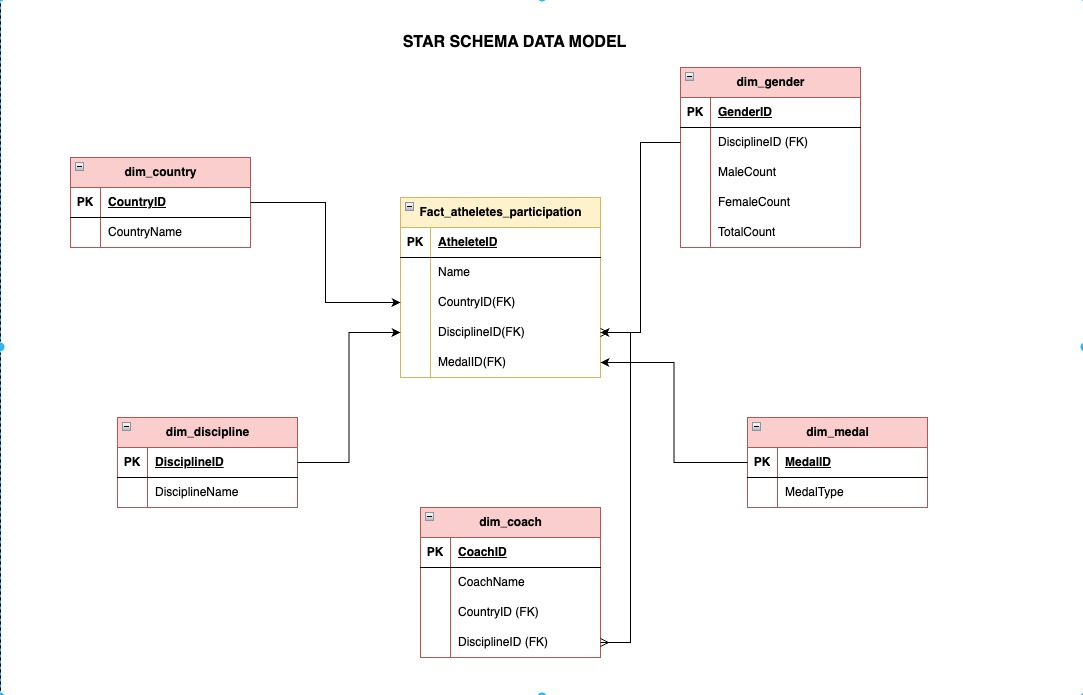 STAR SCHEMA DATA MODEL
dim_gender
PK GenderID
DisciplineID (FK)
MaleCount
FemaleCount
TotalCount
dim_country
PK CountryID
CountryName
Fact_atheletes_participation
PK AtheleteID
Name
CountryID(FK)
DisciplineID(FK)
MedalID(FK)
dim_discipline
PK DisciplineID
DisciplineName
dim_medal
PK MedalID
MedalType
dim_coach
PK CoachID
CoachName
CountryID (FK)
DisciplineID (FK)